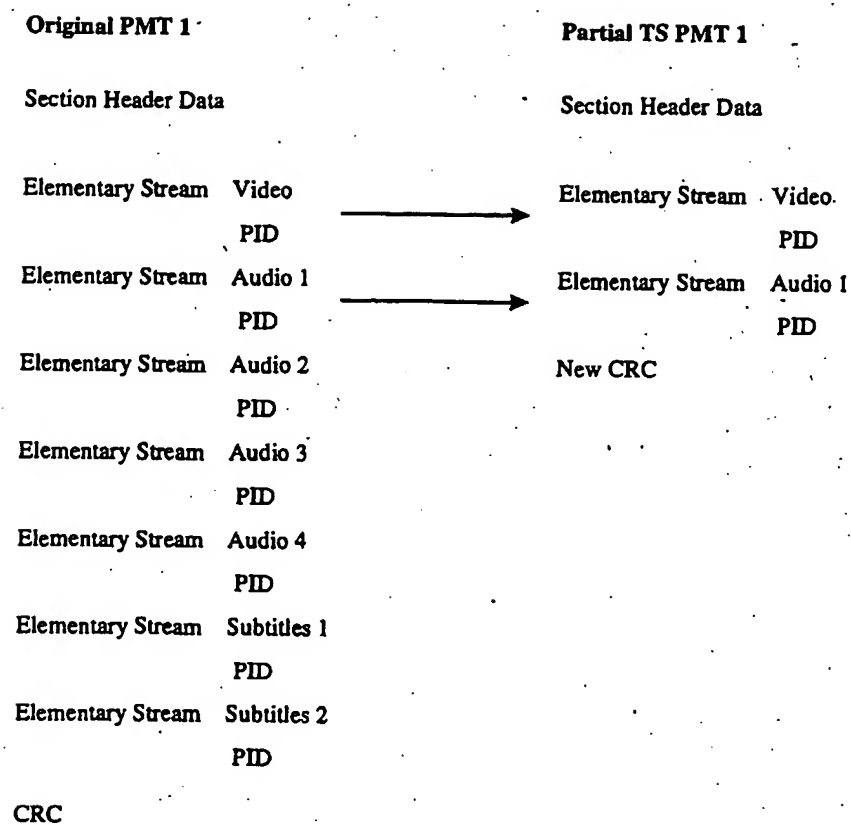 Original PMT 1
Section Header Data
Elementary Stream Video
PID
Elementary Stream Audio 1
PID
Elementary Stream Audio 2
PID
Elementary Stream Audio 3
PID
Elementary Stream Audio 4
PID
Elementary Stream Subtitles 1
PID
Elementary Stream Subtitles 2
PID
CRC
Partial TS PMT 1
Section Header Data
Elementary Stream Video
PID
Elementary Stream Audio 1
PID
New CRC